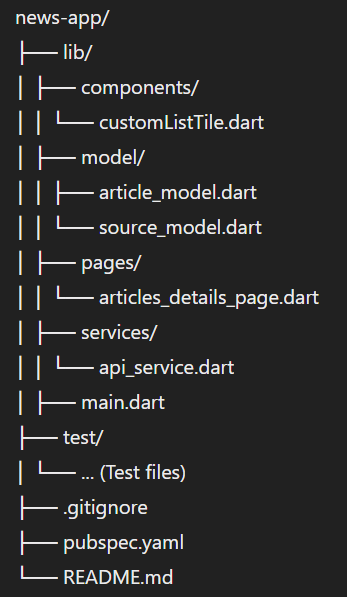 news-app/
├── lib/
│ ├── components/
│ │ └── customListTile.dart
│ ├── model/
│ │ ├── article_model.dart
│ │ └── source_model.dart
│ ├── pages/
│ │ └── articles_details_page.dart
│ ├── services/
│ │ └── api_service.dart
│ ├── main.dart
├── test/
│ └── ... (Test files)
├── .gitignore
├── pubspec.yaml
└── README.md